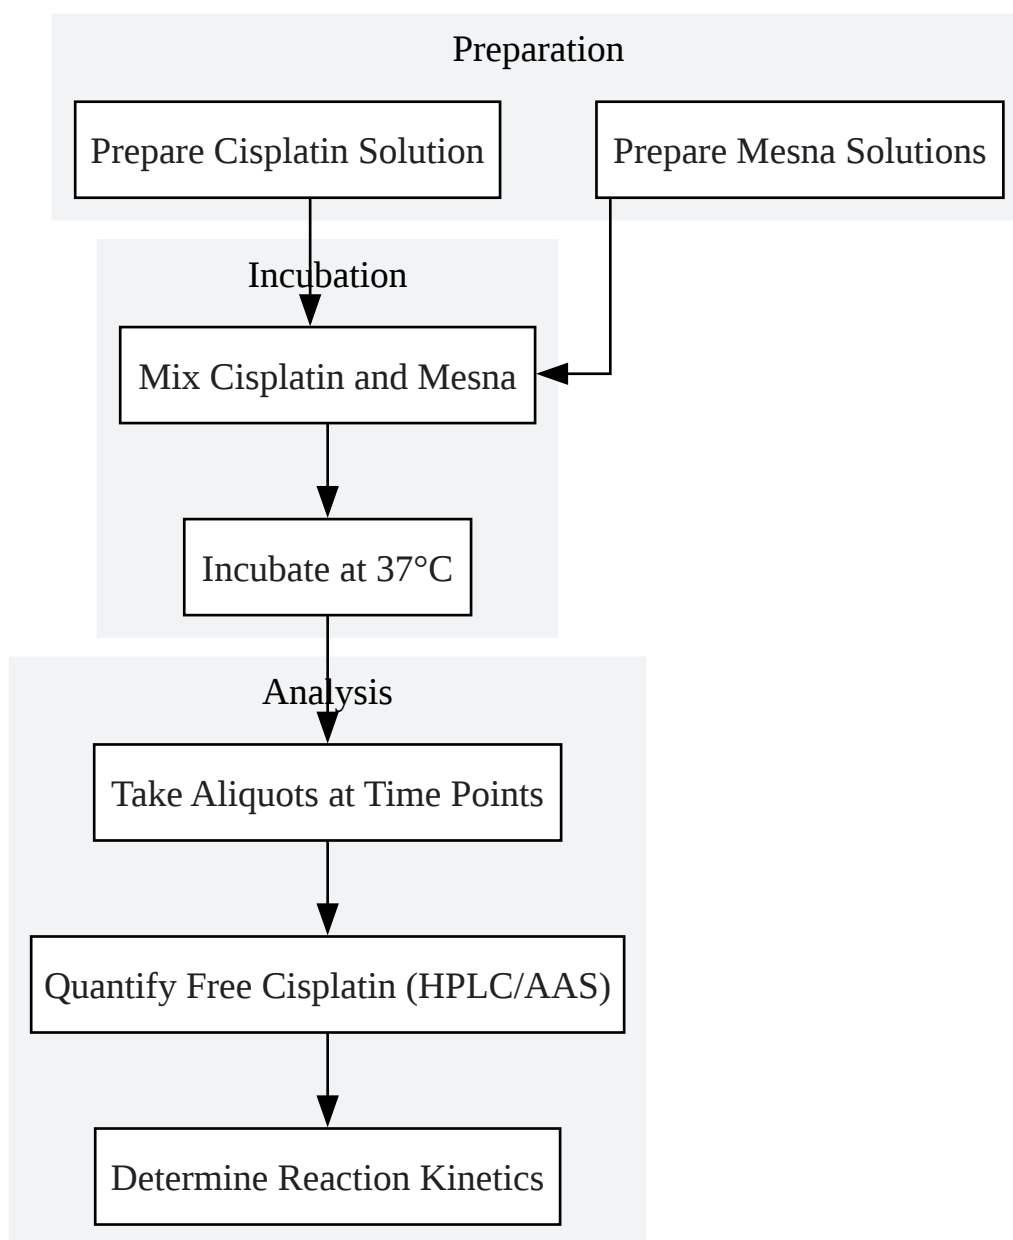 Preparation
Prepare Cisplatin Solution
Prepare Mesna Solutions
Incubation
Mix Cisplatin and Mesna
Incubate at 37°C
Analysis
Take Aliquots at Time Points
Quantify Free Cisplatin (HPLC/AAS)
Determine Reaction Kinetics